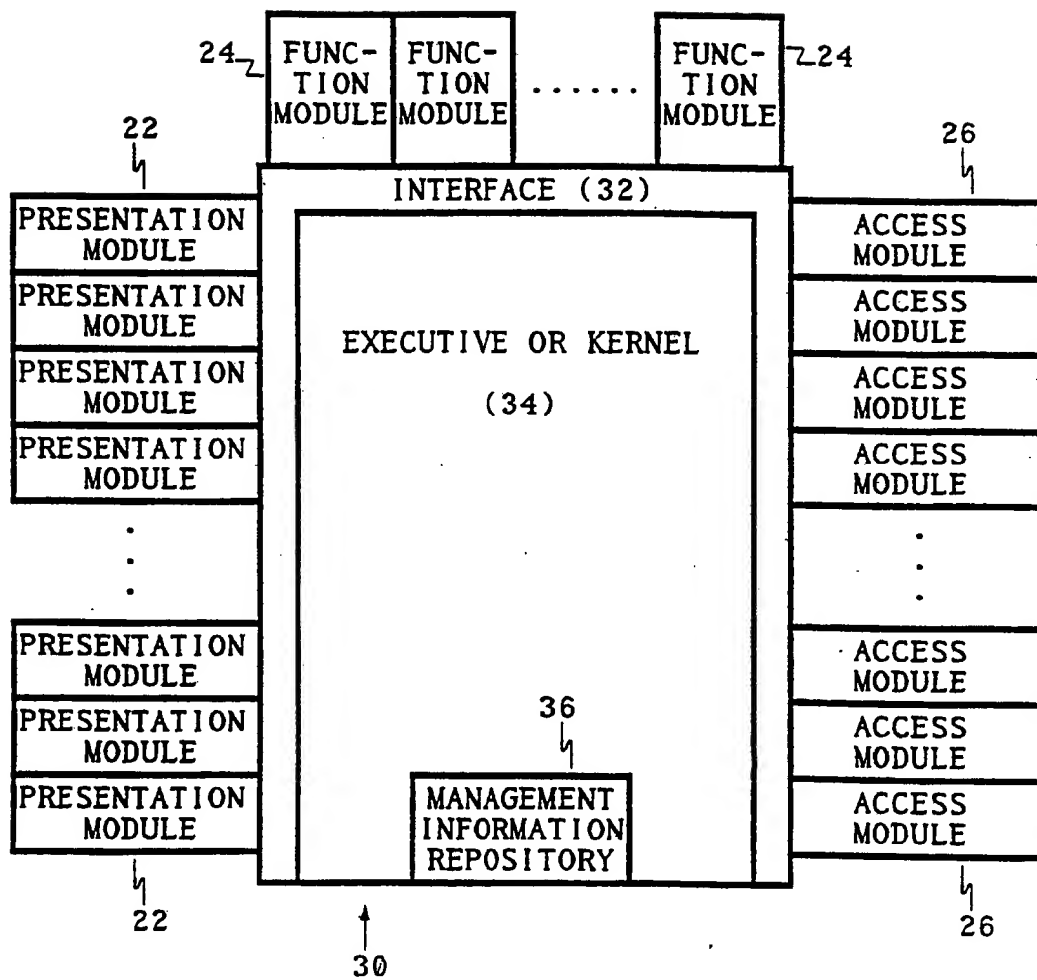 24
FUNC-
TION
MODULE
FUNC-
TION
MODULE
......
FUNC-
TION
MODULE
24
22
26
INTERFACE (32)
PRESENTATION
MODULE
PRESENTATION
MODULE
PRESENTATION
MODULE
PRESENTATION
MODULE
.
.
.
PRESENTATION
MODULE
PRESENTATION
MODULE
PRESENTATION
MODULE
22
EXECUTIVE OR KERNEL
(34)
36
MANAGEMENT
INFORMATION
REPOSITORY
30
ACCESS
MODULE
ACCESS
MODULE
ACCESS
MODULE
ACCESS
MODULE
.
.
.
ACCESS
MODULE
ACCESS
MODULE
ACCESS
MODULE
26